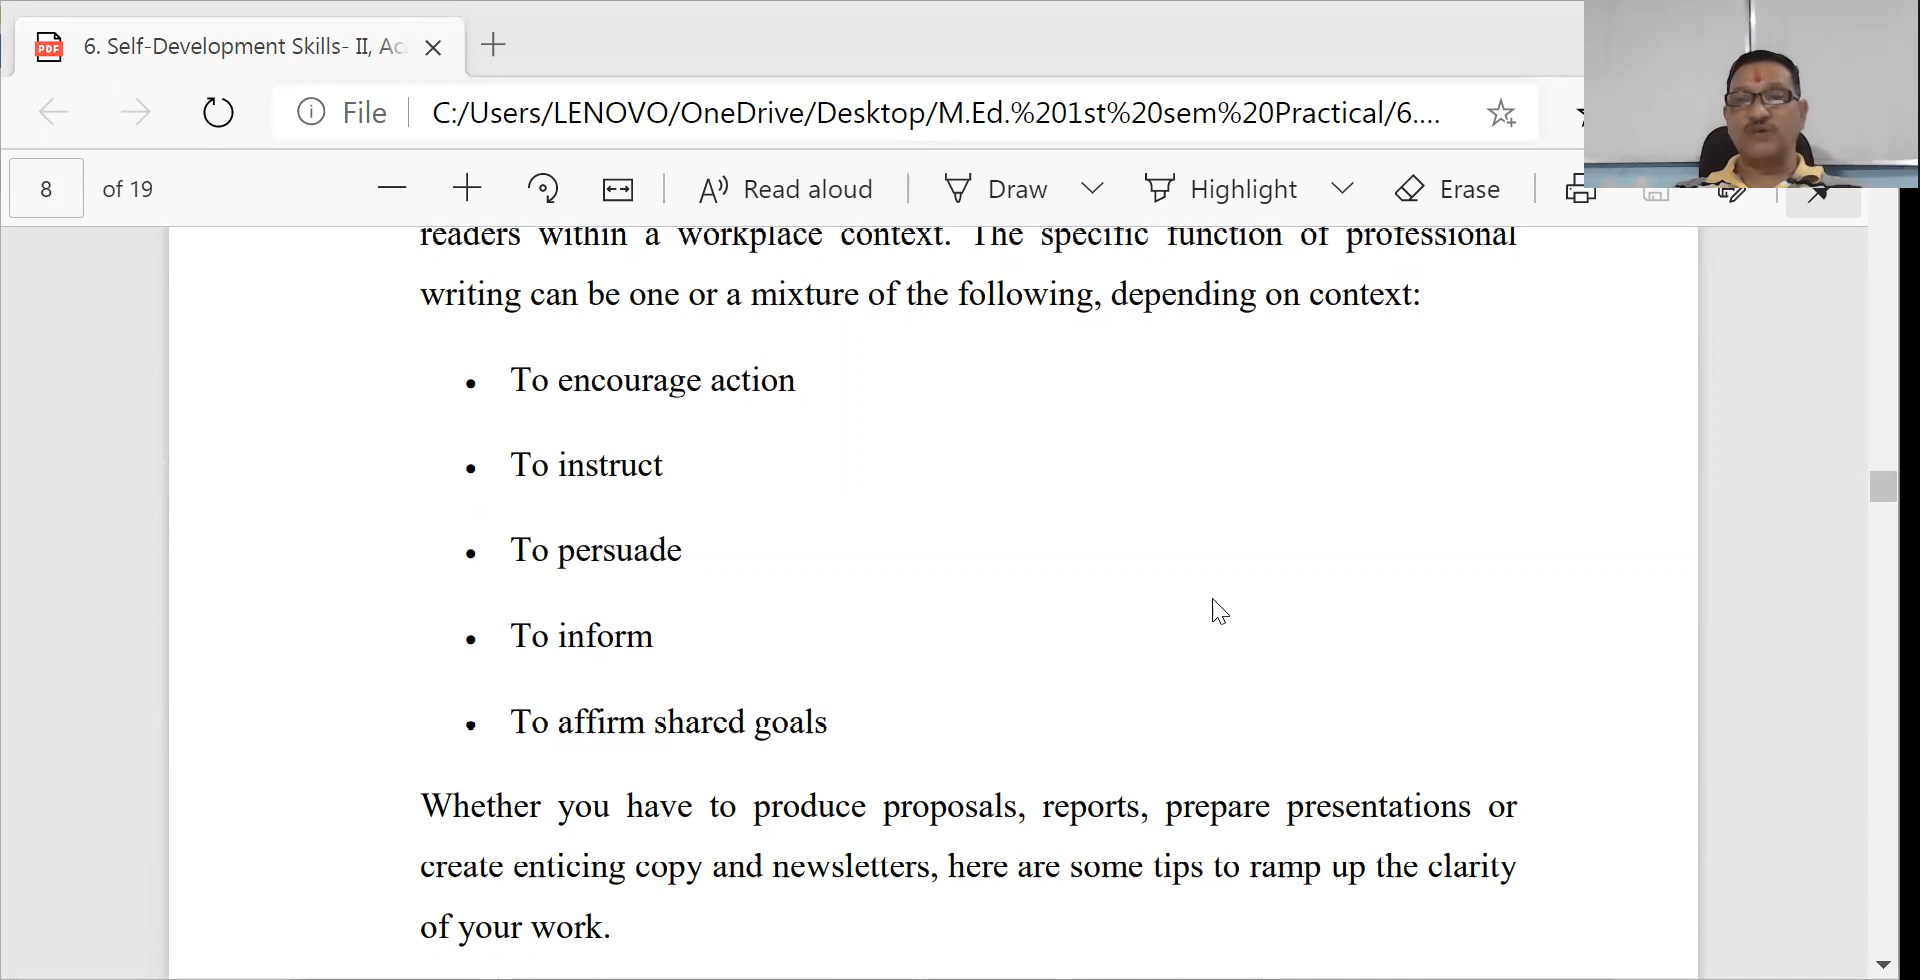 6. Self-Development Skills- II, Ac
File C:/Users/LENOVO/OneDrive/Desktop/M.Ed.%201st%20sem%20Practical/6....
8 of 19 Read aloud Draw Highlight Erase
readers within a workplace context. The specific function of professional
writing can be one or a mixture of the following, depending on context:
• To encourage action
• To instruct
• To persuade
• To inform
• To affirm shared goals
Whether you have to produce proposals, reports, prepare presentations or
create enticing copy and newsletters, here are some tips to ramp up the clarity
of your work.